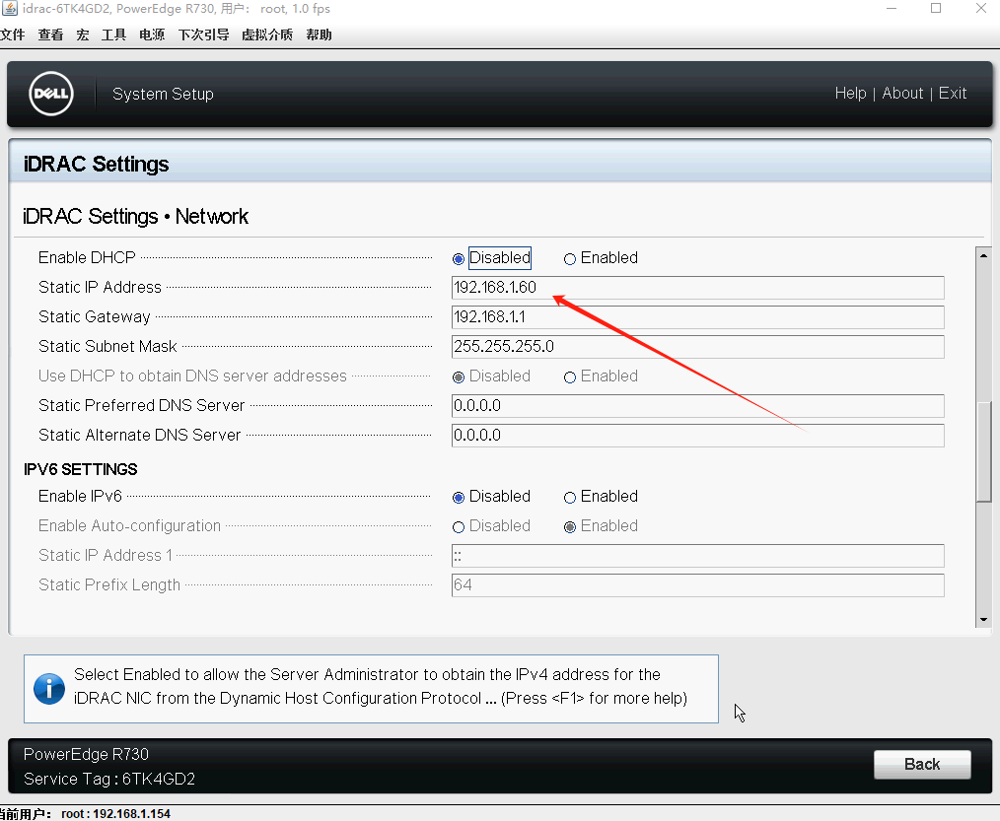 idrac-6TK4GD2, PowerEdge R730, 用户： root, 1.0 fps
文件 查看 宏 工具 电源 下次引导 虚拟介质 帮助
DELL System Setup Help | About | Exit
iDRAC Settings
iDRAC Settings • Network
Enable DHCP Disabled Enabled
Static IP Address 192.168.1.60
Static Gateway 192.168.1.1
Static Subnet Mask 255.255.255.0
Use DHCP to obtain DNS server addresses Disabled Enabled
Static Preferred DNS Server 0.0.0.0
Static Alternate DNS Server 0.0.0.0
IPV6 SETTINGS
Enable IPv6 Disabled Enabled
Enable Auto-configuration Disabled Enabled
Static IP Address 1 ::
Static Prefix Length 64
Select Enabled to allow the Server Administrator to obtain the IPv4 address for the
iDRAC NIC from the Dynamic Host Configuration Protocol ... (Press <F1> for more help)
PowerEdge R730
Service Tag : 6TK4GD2
Back
当前用户： root : 192.168.1.154